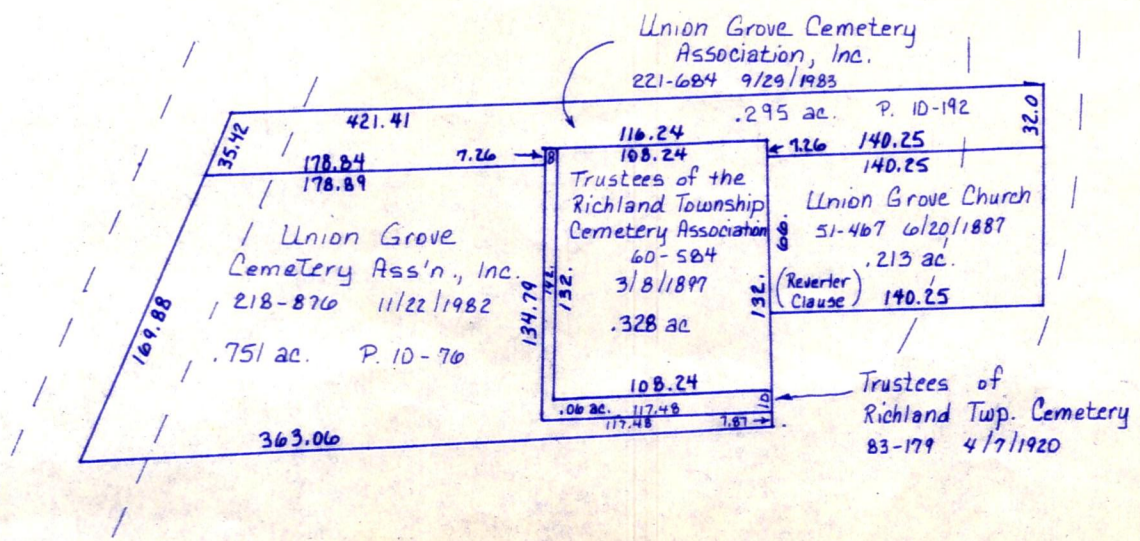 Union Grove Cemetery
Association, Inc.
221-684 9/29/1983
.295 ac. P. 10-192
32.0
421.41
35.42
116.24
178.84
7.26
8
108.24
7.26
140.25
178.89
140.25
Trustees of the
Richland Township
Cemetery Association
60-584
3/8/1897
.328 ac
Union Grove Church
51-467 6/20/1887
.213 ac.
(Reverter
Clause)
140.25
66.
132.
Union Grove
Cemetery Ass'n., Inc.
218-876 11/22/1982
.751 ac. P. 10-76
169.88
134.79
142.
132.
108.24
.06 ac. 117.48
10
117.48
7.87
363.06
Trustees of
Richland Twp. Cemetery
83-179 4/7/1920